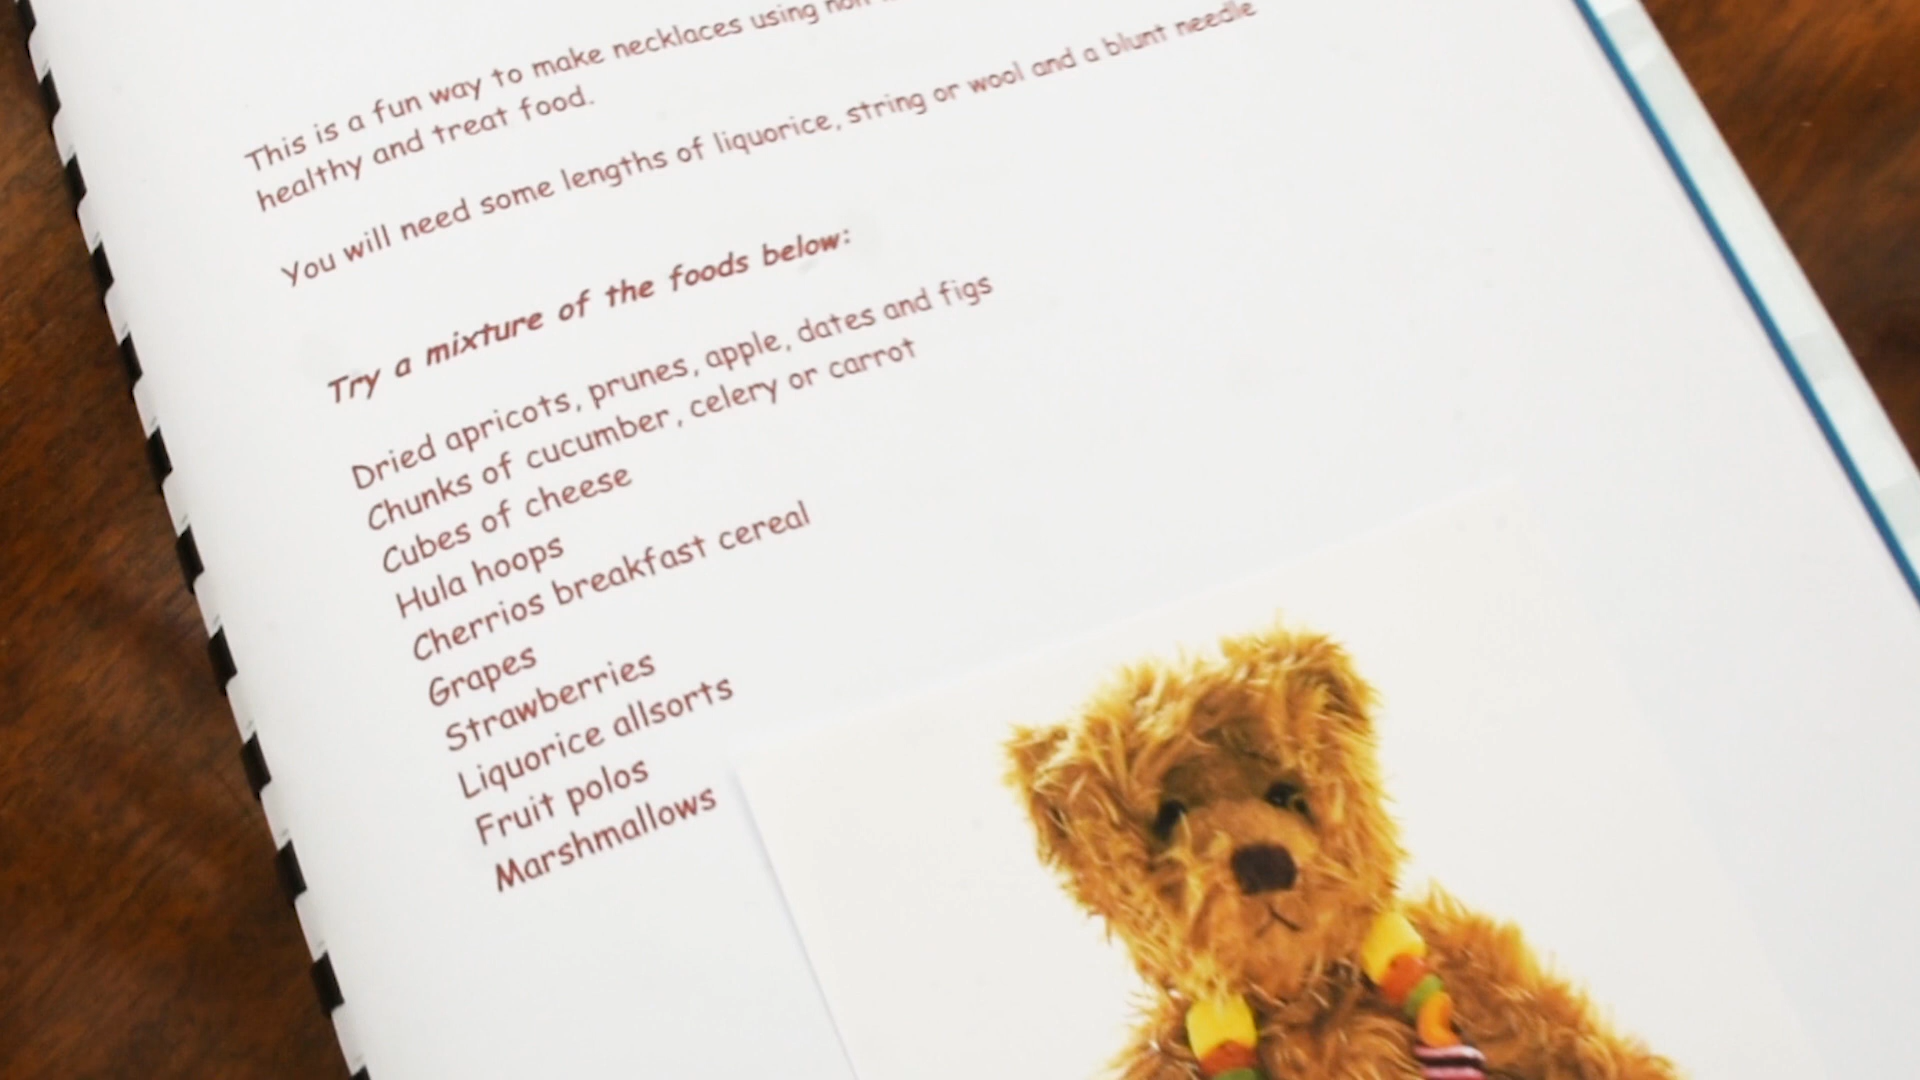 This is a fun way to make necklaces using
healthy and treat food.
You will need some lengths of liquorice, string or wool and a blunt needle
Try a mixture of the foods below:
Dried apricots, prunes, apple, dates and figs
Chunks of cucumber, celery or carrot
Cubes of cheese
Hula hoops
Cherrios breakfast cereal
Grapes
Strawberries
Liquorice allsorts
Fruit polos
Marshmallows